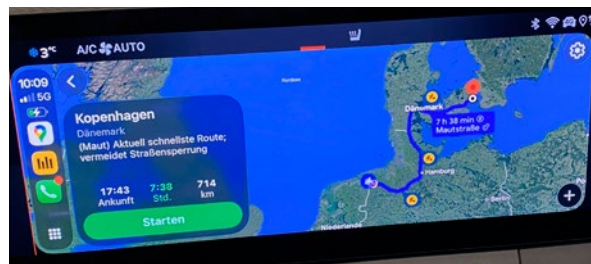 3°C A/C AUTO
10:09
5G
Kopenhagen
Dänemark
(Maut) Aktuell schnellste Route;
vermeidet Straßensperrung
17:43 7:38 714
Ankunft Std. km
Starten
Nordsee
Dänemark
7 h 38 min
Mautstraße
Hamburg
Berlin
Niederlande